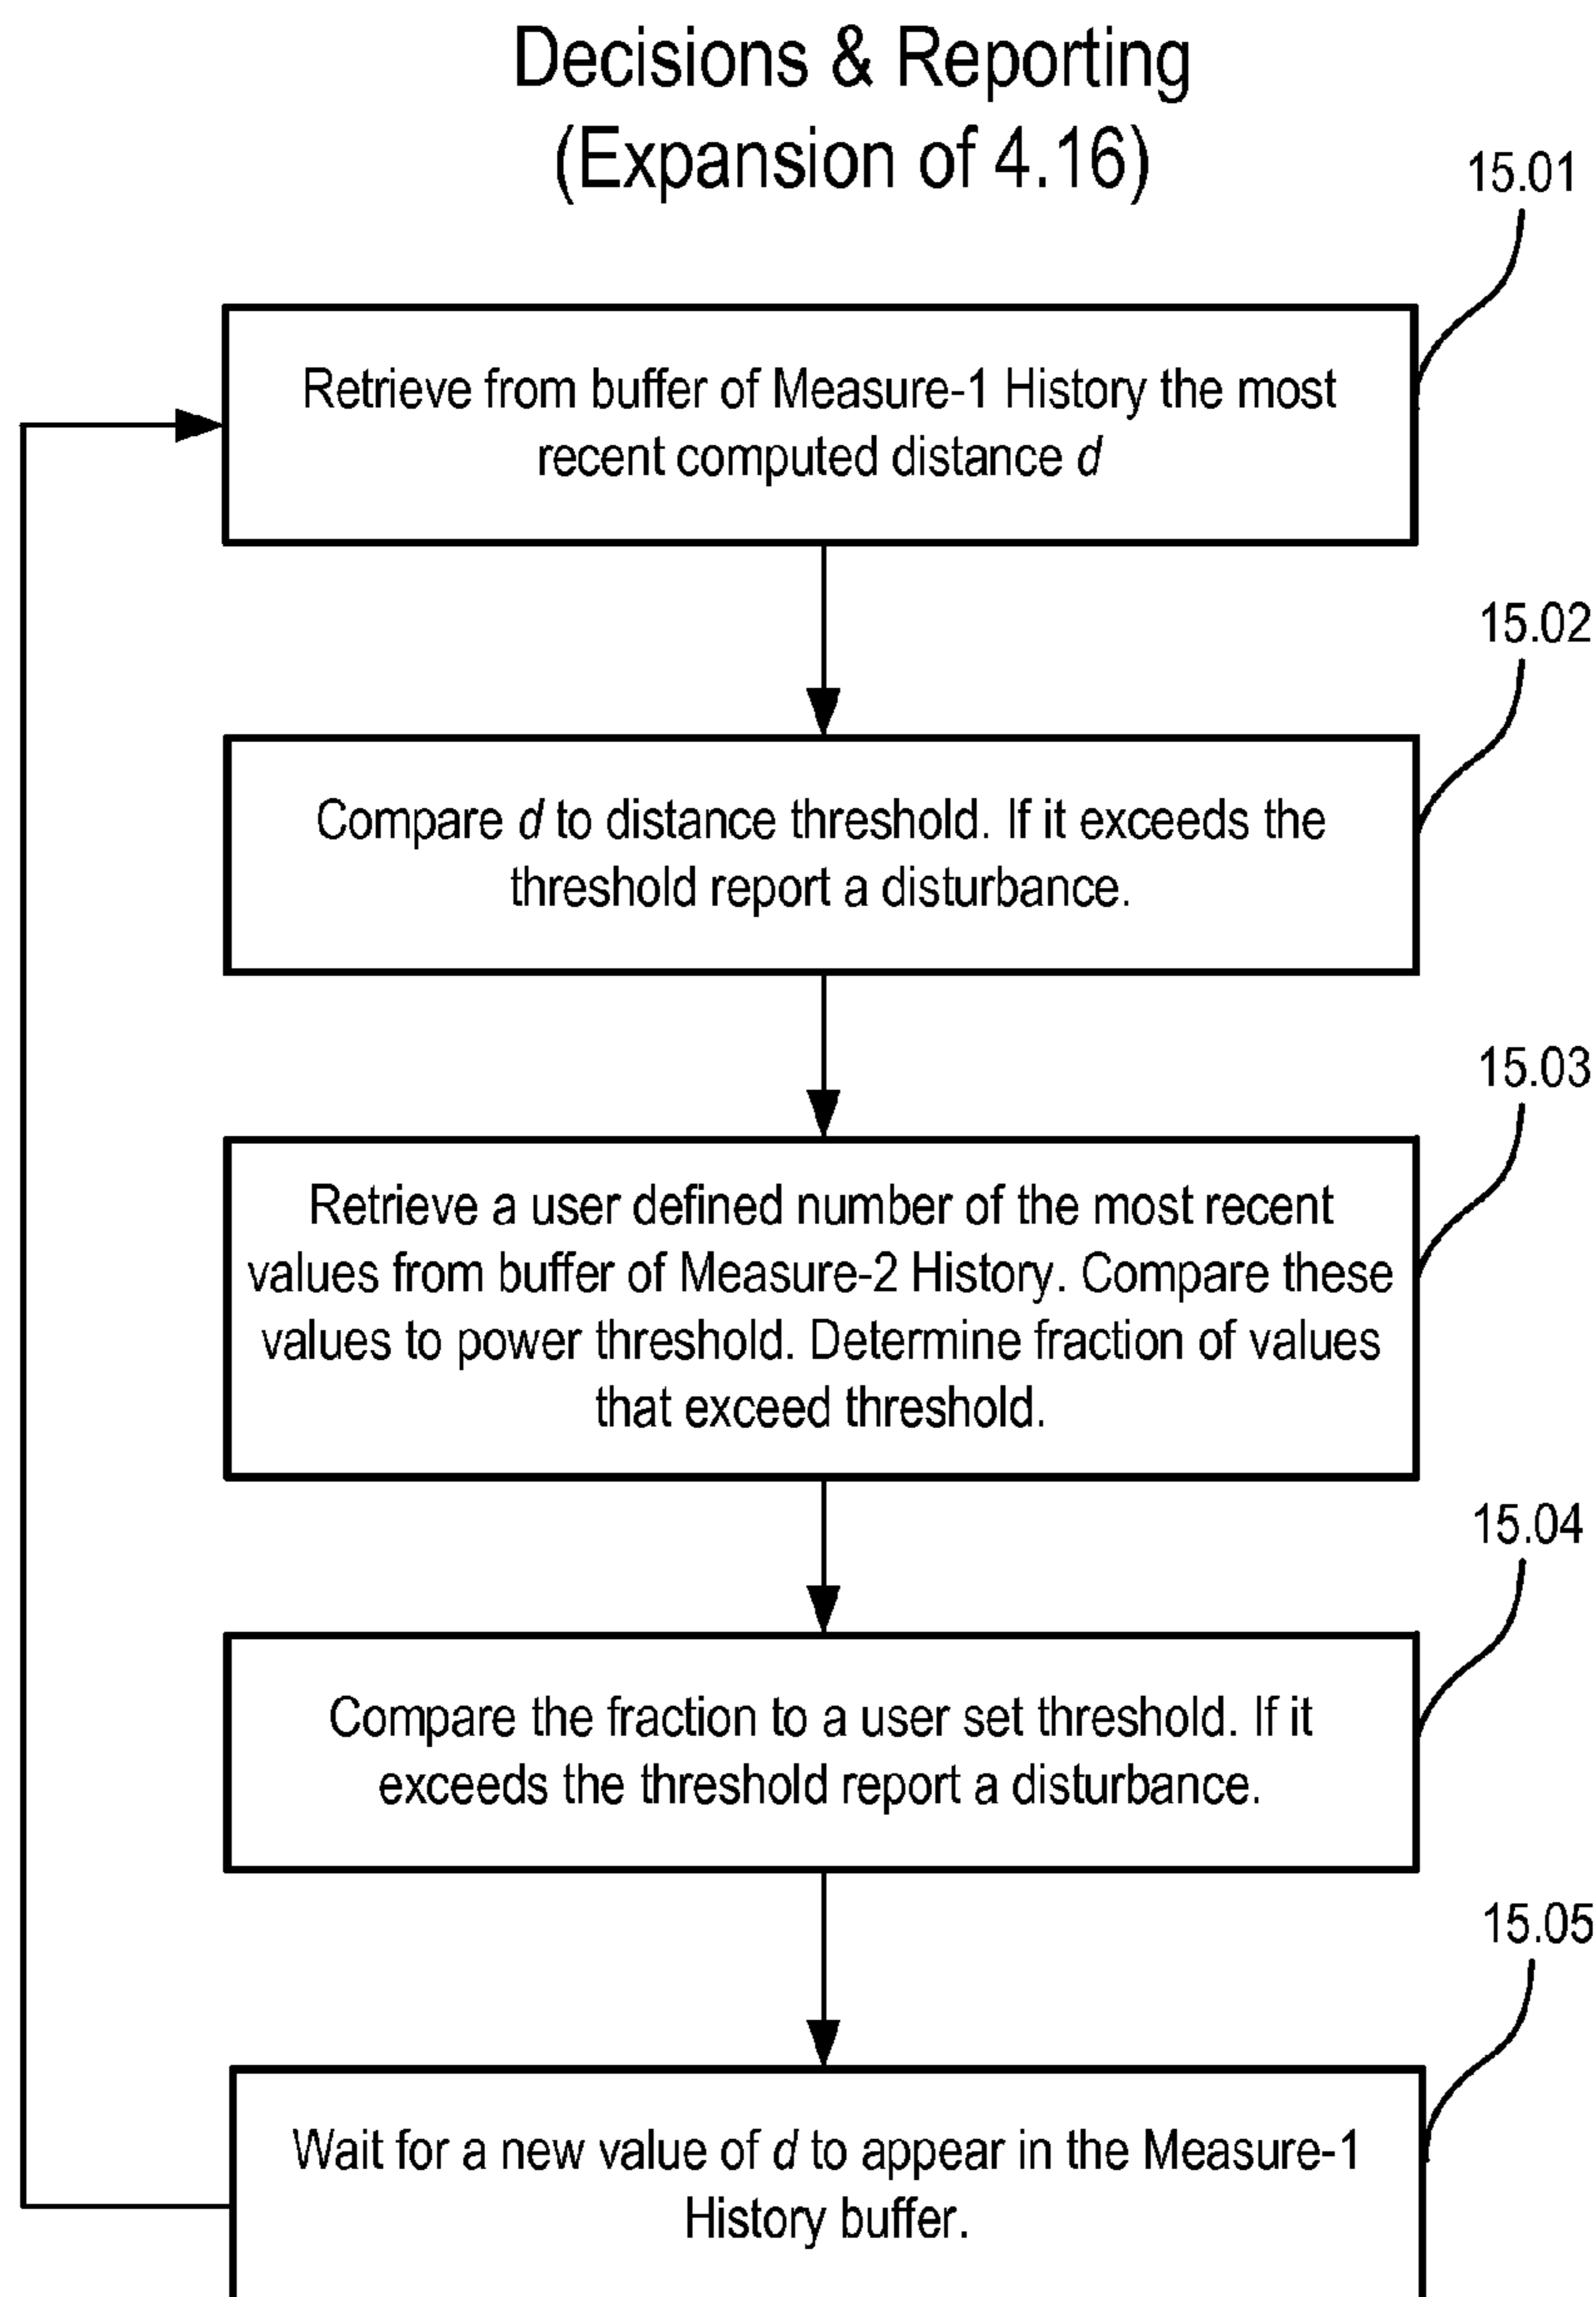 Decisions & Reporting
(Expansion of 4.16)
15.01
Retrieve from buffer of Measure-1 History the most
recent computed distance d
15.02
Compare d to distance threshold. If it exceeds the
threshold report a disturbance.
15.03
Retrieve a user defined number of the most recent
values from buffer of Measure-2 History. Compare these
values to power threshold. Determine fraction of values
that exceed threshold.
15.04
Compare the fraction to a user set threshold. If it
exceeds the threshold report a disturbance.
15.05
Wait for a new value of d to appear in the Measure-1
History buffer.